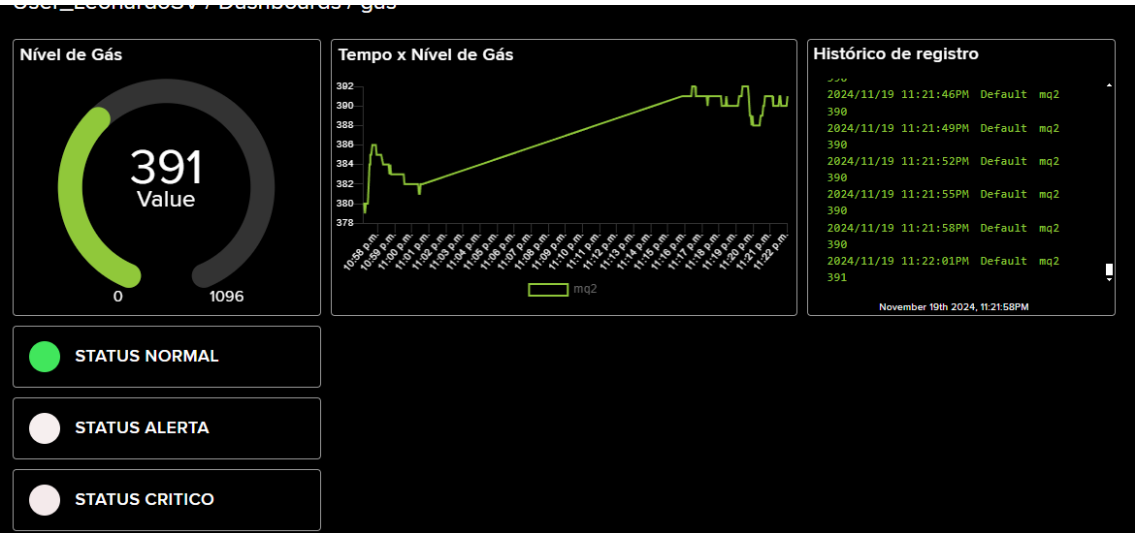 User_LeonardoSV / Dashboards / gas
Nível de Gás
391
Value
0
1096
Tempo x Nível de Gás
392
390
388
386
384
382
380
378
10:58 p.m.
10:59 p.m.
11:00 p.m.
11:01 p.m.
11:02 p.m.
11:03 p.m.
11:04 p.m.
11:05 p.m.
11:06 p.m.
11:07 p.m.
11:08 p.m.
11:09 p.m.
11:10 p.m.
11:11 p.m.
11:12 p.m.
11:13 p.m.
11:14 p.m.
11:15 p.m.
11:16 p.m.
11:17 p.m.
11:18 p.m.
11:19 p.m.
11:20 p.m.
11:21 p.m.
11:22 p.m.
mq2
Histórico de registro
390
2024/11/19 11:21:46PM Default mq2
390
2024/11/19 11:21:49PM Default mq2
390
2024/11/19 11:21:52PM Default mq2
390
2024/11/19 11:21:55PM Default mq2
390
2024/11/19 11:21:58PM Default mq2
390
2024/11/19 11:22:01PM Default mq2
391
November 19th 2024, 11:21:58PM
STATUS NORMAL
STATUS ALERTA
STATUS CRITICO